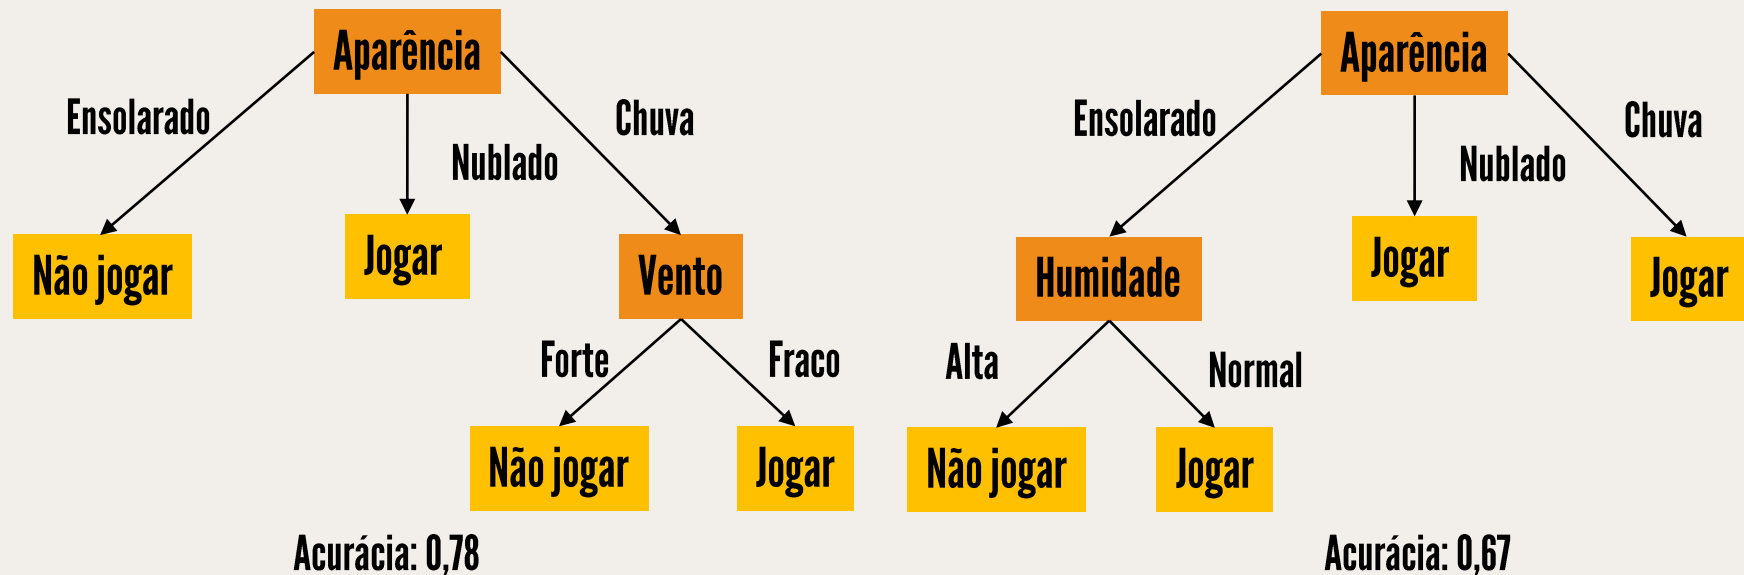 Aparência
Ensolarado
Nublado
Chuva
Não jogar
Jogar
Vento
Forte
Fraco
Não jogar
Jogar
Acurácia: 0,78
Aparência
Ensolarado
Nublado
Chuva
Humidade
Jogar
Jogar
Alta
Normal
Não jogar
Jogar
Acurácia: 0,67